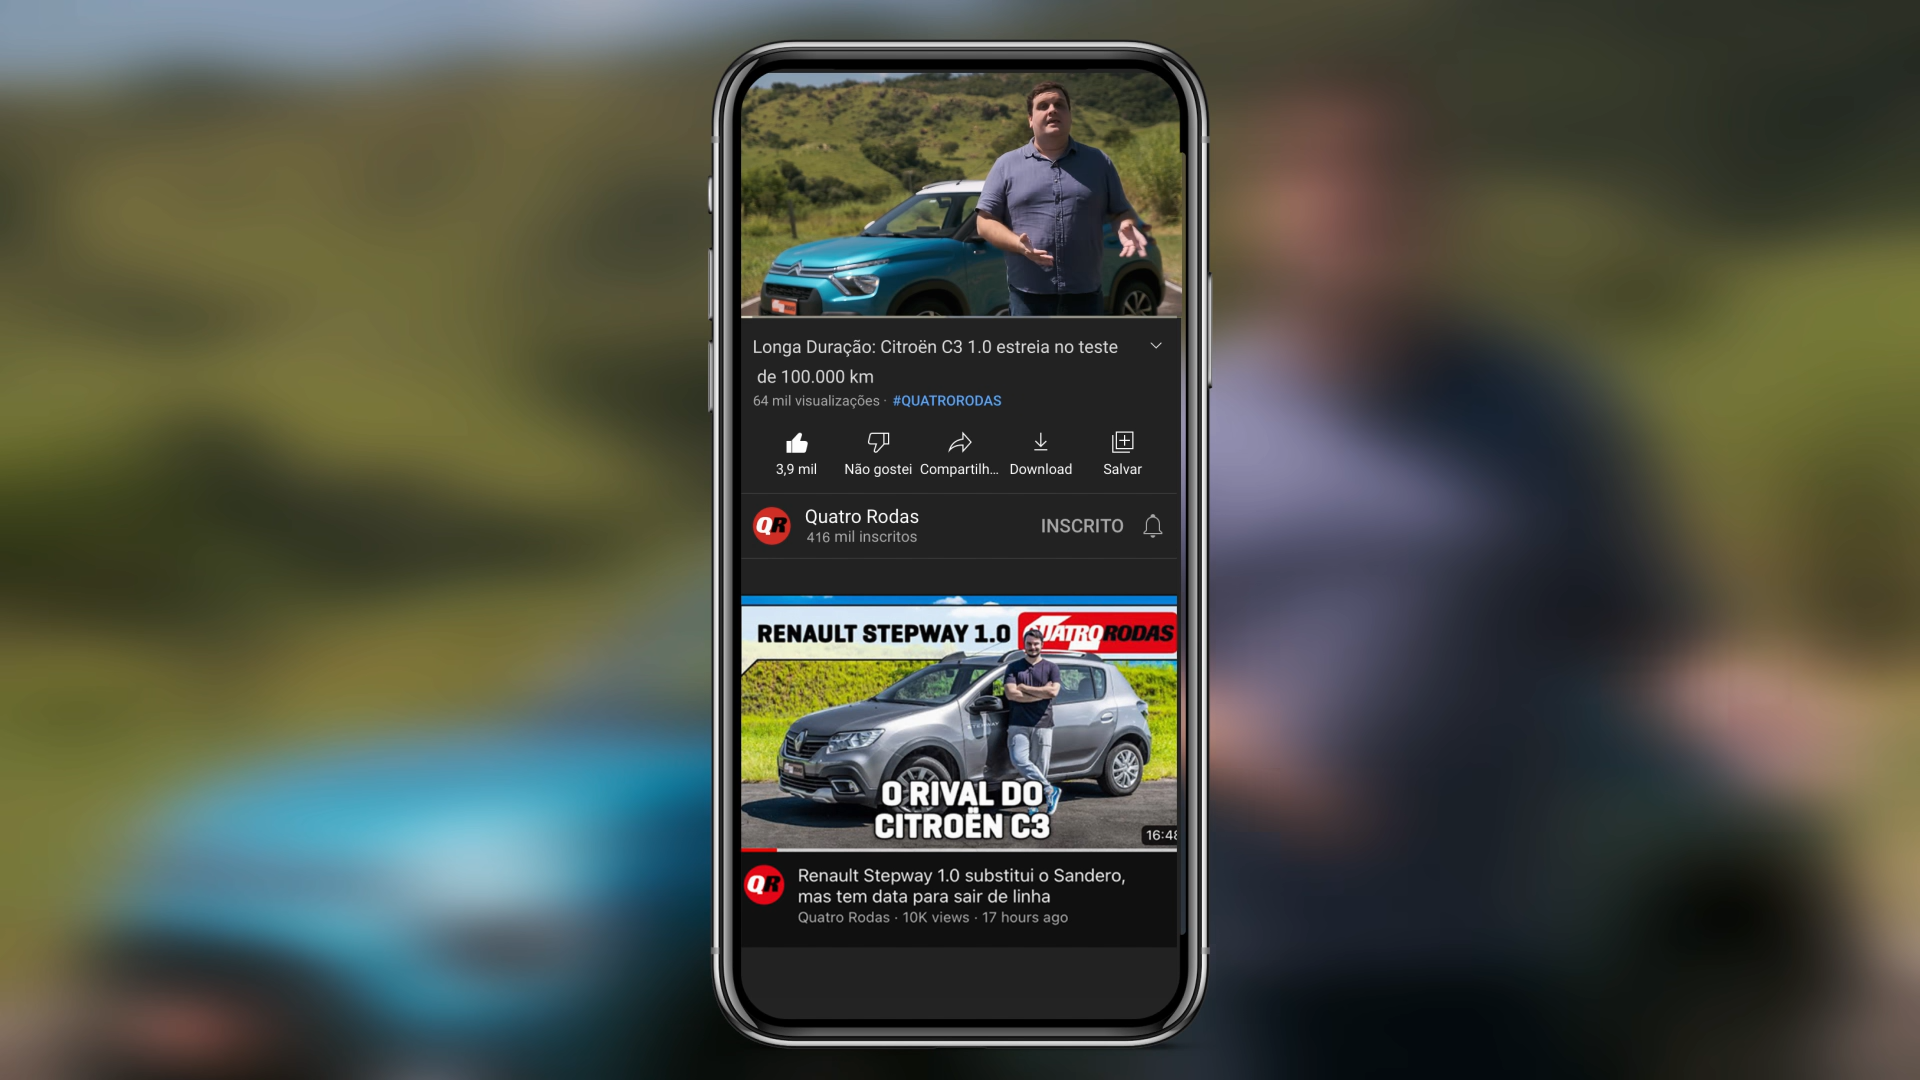 Longa Duração: Citroën C3 1.0 estreia no teste
de 100.000 km
64 mil visualizações · #QUATRORODAS
3,9 mil Não gostei Compartilh... Download Salvar
QR Quatro Rodas INSCRITO
416 mil inscritos
RENAULT STEPWAY 1.0 QUATRO RODAS
O RIVAL DO
CITROËN C3
16:48
QR Renault Stepway 1.0 substitui o Sandero,
mas tem data para sair de linha
Quatro Rodas · 10K views · 17 hours ago